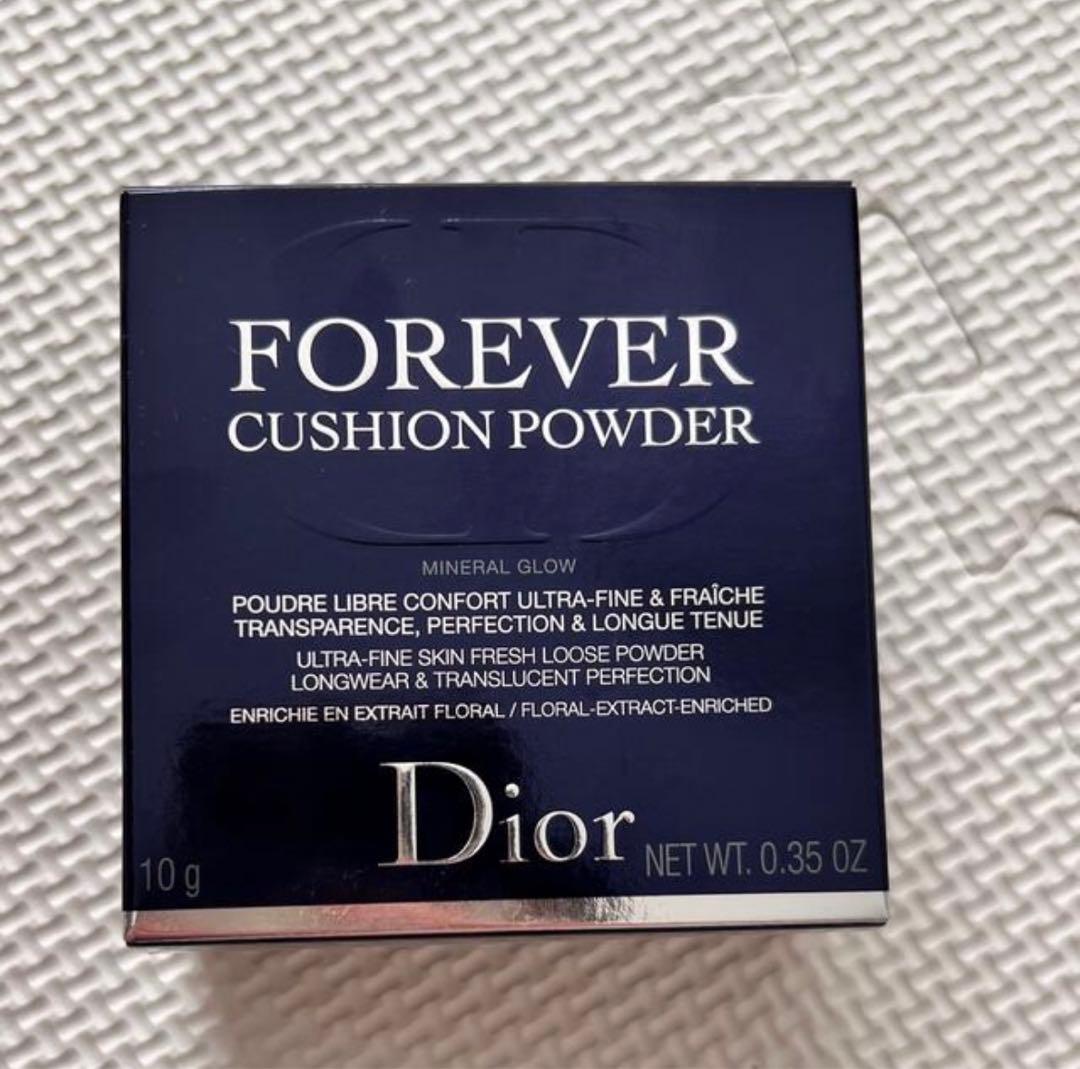 FOREVER
CUSHION POWDER
MINERAL GLOW
POUDRE LIBRE CONFORT ULTRA-FINE & FRAÎCHE
TRANSPARENCE, PERFECTION & LONGUE TENUE
ULTRA-FINE SKIN FRESH LOOSE POWDER
LONGWEAR & TRANSLUCENT PERFECTION
ENRICHIE EN EXTRAIT FLORAL / FLORAL-EXTRACT-ENRICHED
Dior
10 g
NET WT. 0.35 OZ